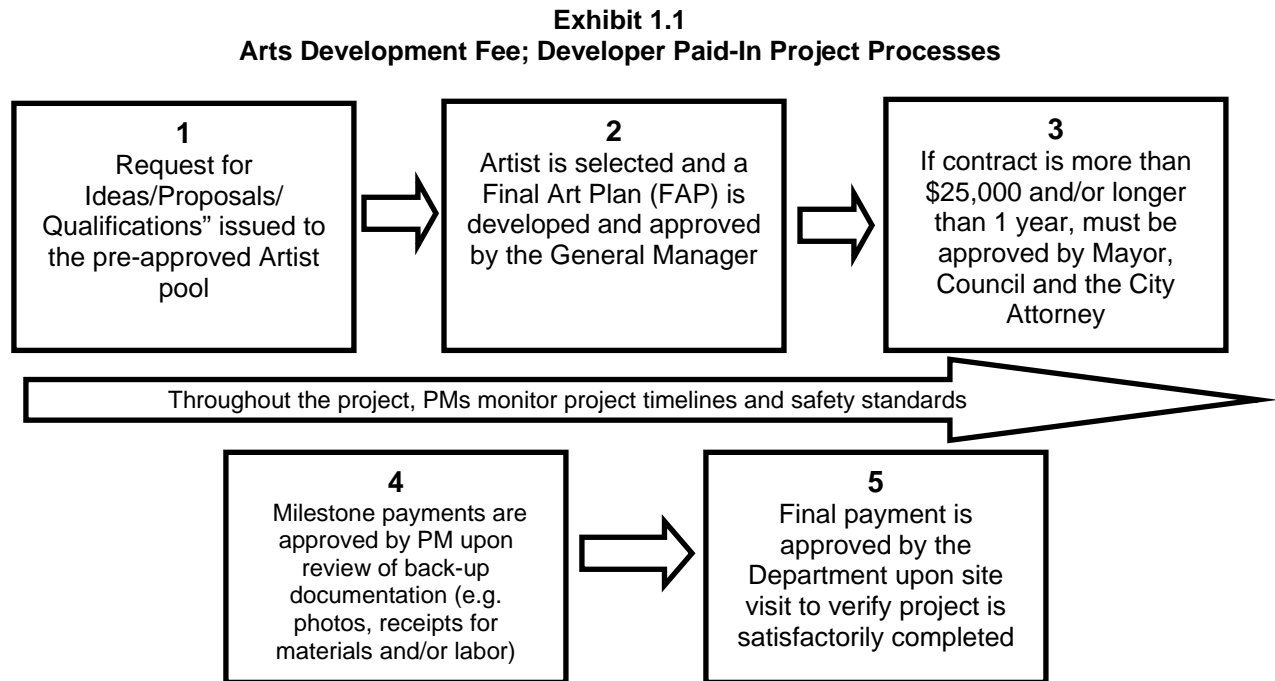 Exhibit 1.1
Arts Development Fee; Developer Paid-In Project Processes
1
Request for
Ideas/Proposals/
Qualifications” issued to
the pre-approved Artist
pool
2
Artist is selected and a
Final Art Plan (FAP) is
developed and approved
by the General Manager
3
If contract is more than
$25,000 and/or longer
than 1 year, must be
approved by Mayor,
Council and the City
Attorney
Throughout the project, PMs monitor project timelines and safety standards
4
Milestone payments are
approved by PM upon
review of back-up
documentation (e.g.
photos, receipts for
materials and/or labor)
5
Final payment is
approved by the
Department upon site
visit to verify project is
satisfactorily completed